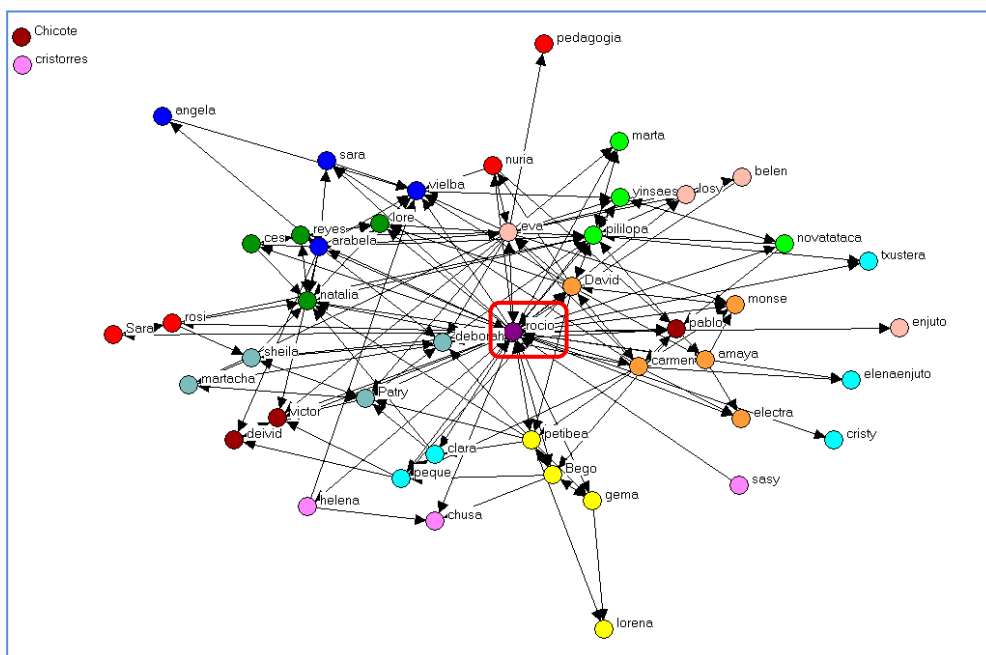 Chicote
cristorres
pedagogia
angela
marta
sara
nuria
belen
vielba
yinsaes
losy
lore
reyes
eva
pililopa
ces
arabela
novatataca
txustera
David
natalia
monse
rosi
Sara
rocio
pablo
enjuto
deborah
sheila
amaya
carmen
martacha
elenaenjuto
Patry
victor
electra
deivid
petibea
cristy
clara
Bego
peque
sasy
helena
gema
chusa
lorena